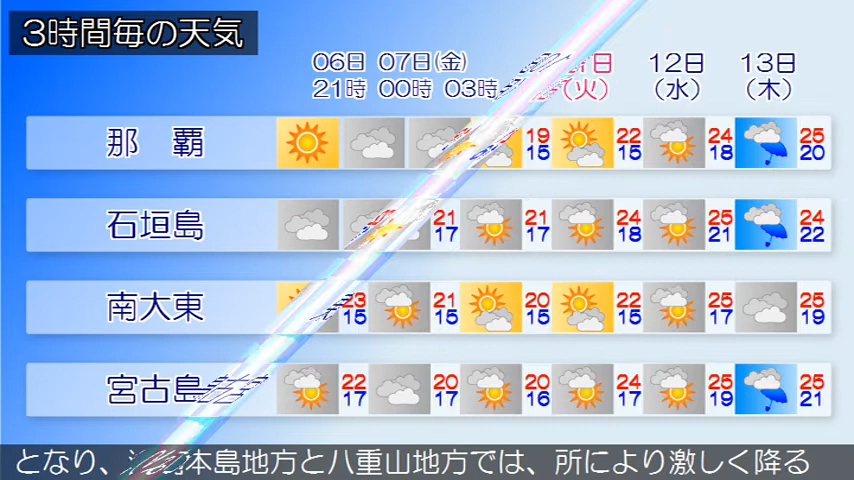 3時間毎の天気
06日 07日(金) 日 12日 13日
21時 00時 03時 (火) (水) (木)
那覇 19 22 24 25
15 15 18 20
石垣島 21 21 24 25 24
17 17 18 21 22
南大東 23 21 20 22 25 25
15 15 15 15 17 19
宮古島 22 20 20 24 25 25
17 17 16 17 19 21
となり、本島地方と八重山地方では、所により激しく降る